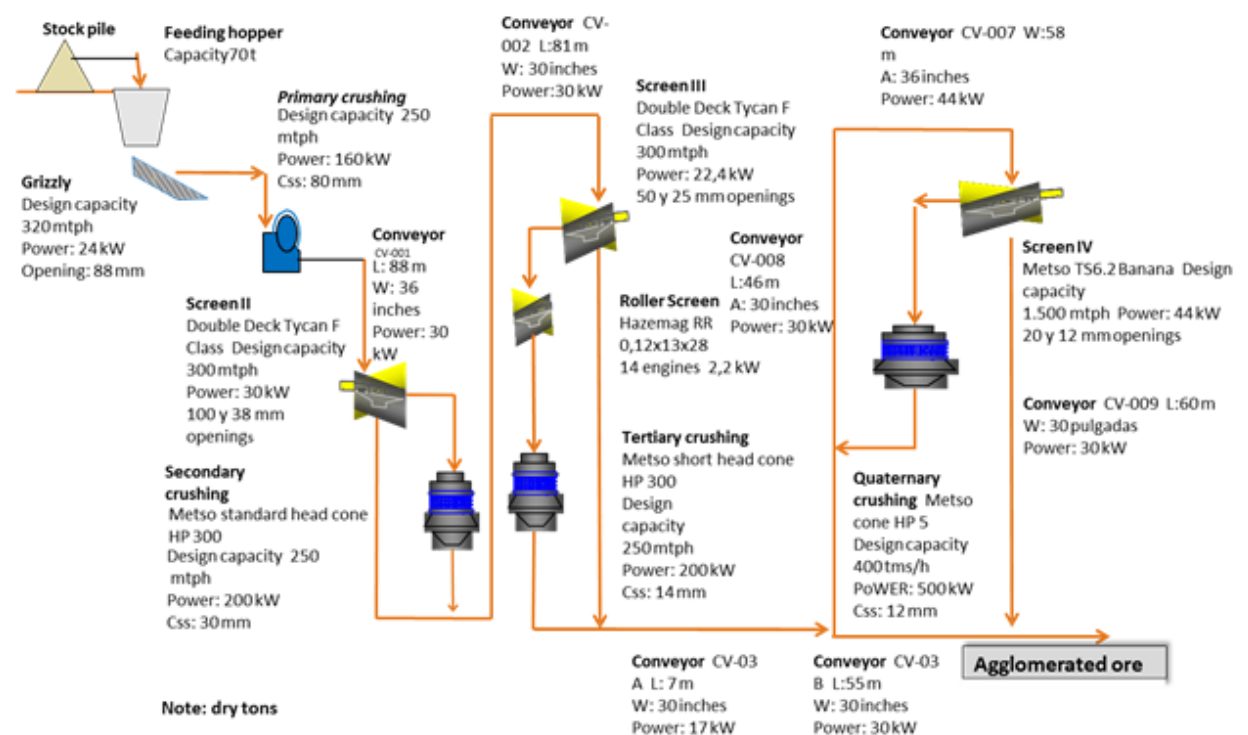 Stock pile
Feeding hopper
Capacity70t
Primary crushing
Design capacity 250
mtph
Power: 160kW
Css: 80mm
Grizzly
Design capacity
320mtph
Power: 24kW
Opening: 88mm
Conveyor
CV-001
L: 88 m
W: 36
inches
Power: 30
kW
Screen II
Double Deck Tycan F
Class Design capacity
300mtph
Power: 30kW
100 y 38 mm
openings
Secondary
crushing
Metso standard head cone
HP 300
Design capacity 250
mtph
Power: 200kW
Css: 30mm
Note: dry tons
Conveyor CV-
002 L:81m
W: 30inches
Power:30 kW
Screen III
Double Deck Tycan F
Class Design capacity
300mtph
Power: 22,4kW
50 y 25 mm openings
Roller Screen
Hazemag RR
0,12x13x28
14 engines 2,2 kW
Conveyor
CV-008
L:46m
A: 30inches
Power: 30kW
Tertiary crushing
Metso short head cone
HP 300
Design
capacity
250mtph
Power: 200kW
Css: 14mm
Conveyor CV-03
A L: 7m
W: 30inches
Power: 17kW
Conveyor CV-03
B L:55m
W: 30inches
Power: 30kW
Conveyor CV-007 W:58
m
A: 36inches
Power: 44kW
Screen IV
Metso TS6.2Banana Design
capacity
1.500 mtph Power: 44kW
20 y 12 mmopenings
Conveyor CV-009 L:60m
W: 30pulgadas
Power: 30kW
Quaternary
crushing Metso
cone HP 5
Designcapacity
400tms/h
PoWER: 500kW
Css: 12mm
Agglomerated ore